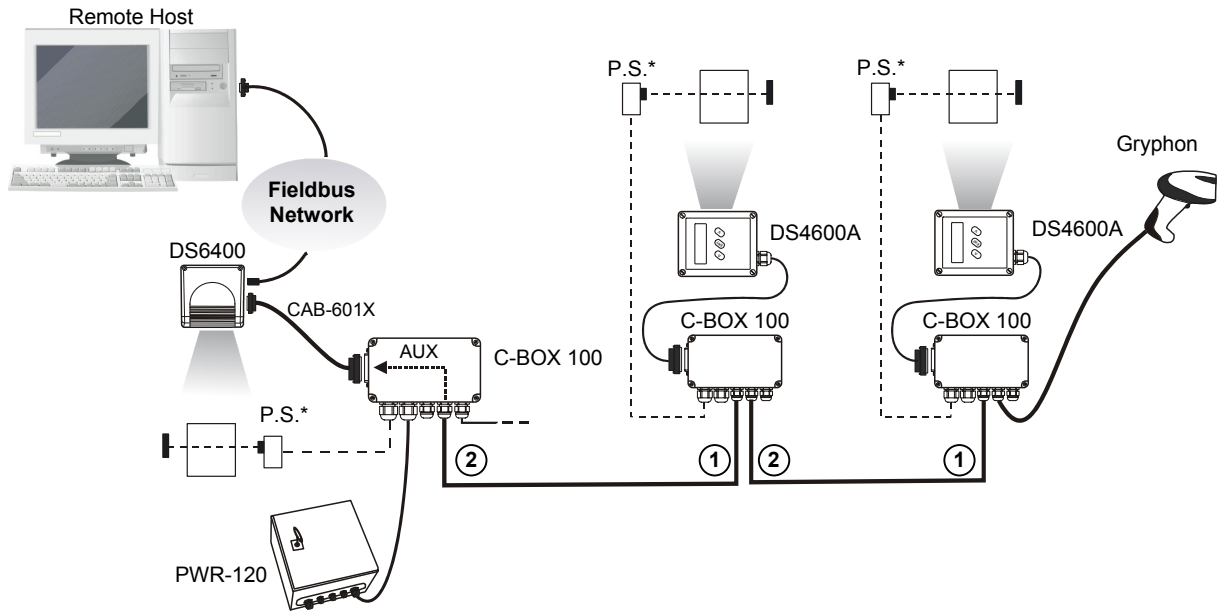 Remote Host
P.S.*
P.S.*
Gryphon
Fieldbus
Network
DS6400
DS4600A
DS4600A
CAB-601X
C-BOX 100
C-BOX 100
AUX
C-BOX 100
P.S.*
2
1
2
1
PWR-120